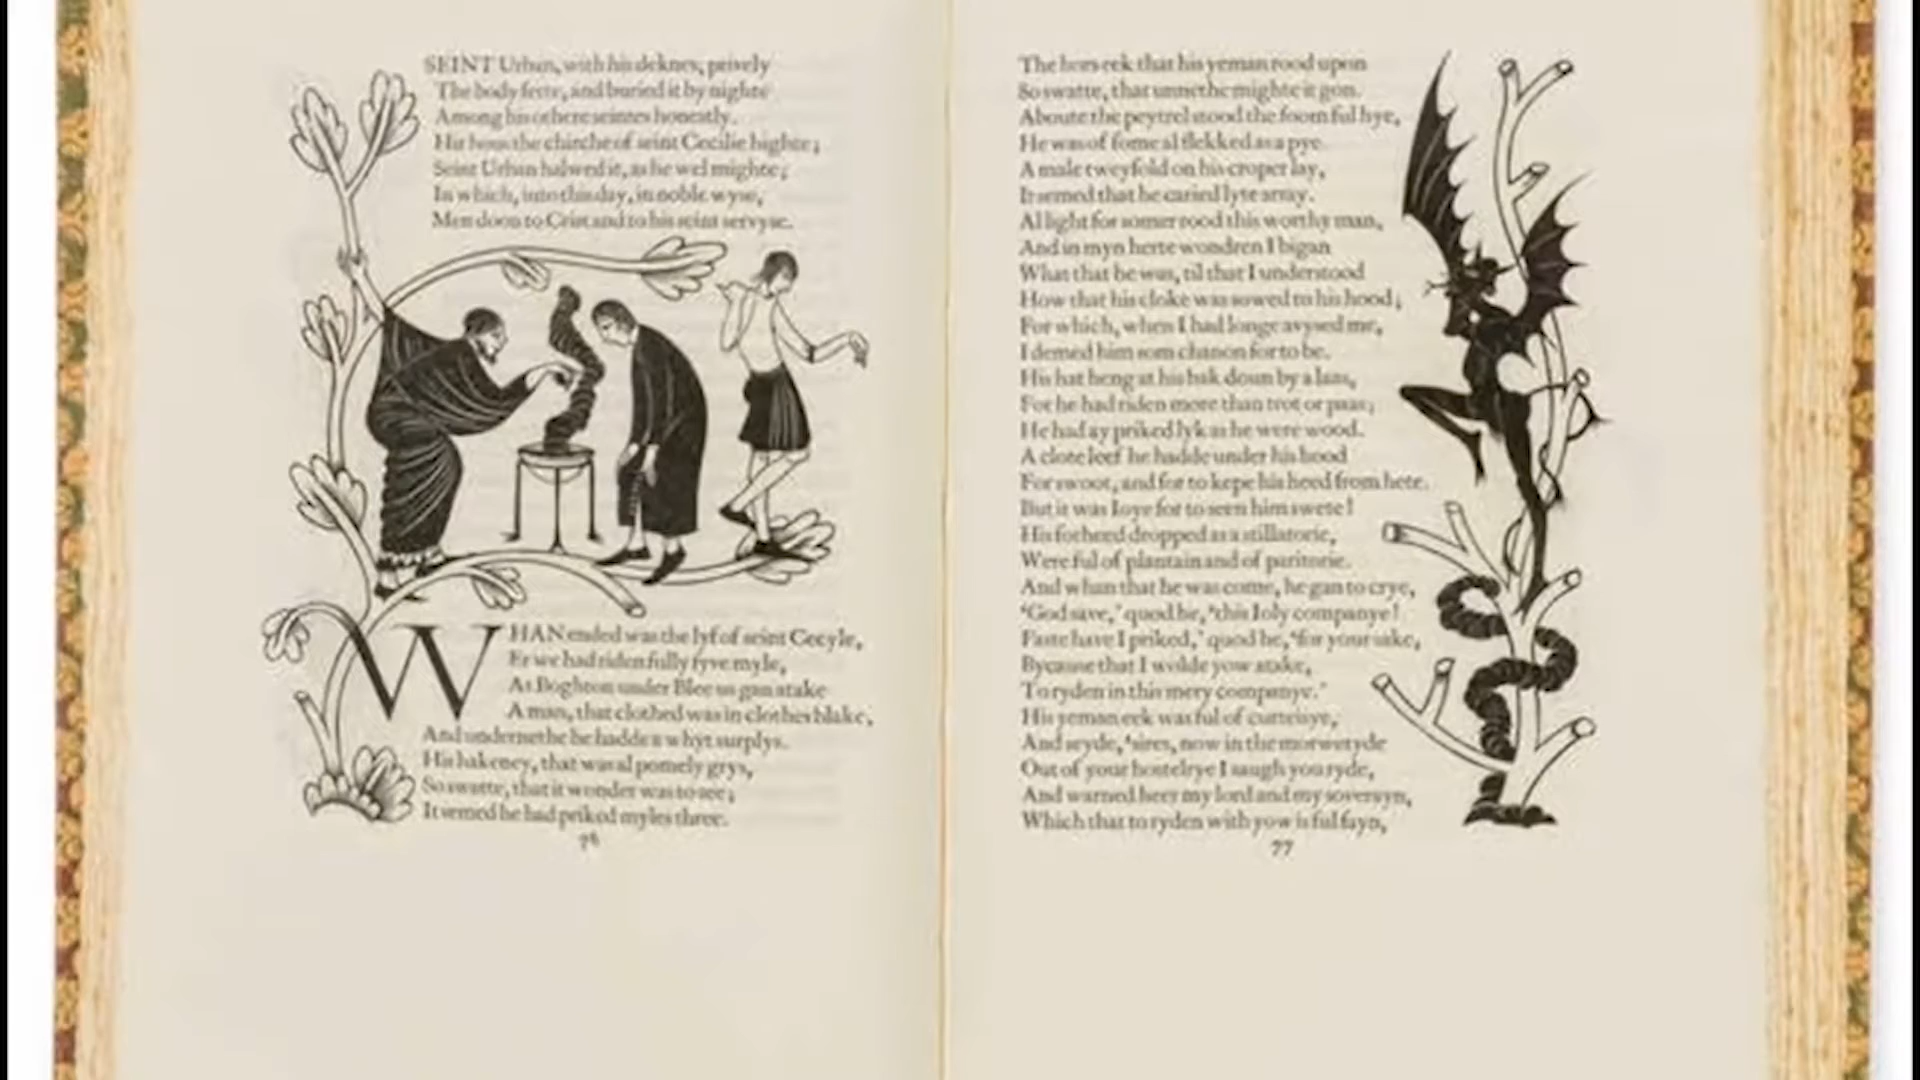 SEINT Urban, with his deknes, prively
The body fette, and buried it by nighte
Among his othere seintes honestly.
Hir hous the chirche of seint Cecilie highte;
Seint Urban halwed it, as he wel mighte;
In which, into this day, in noble wyse,
Men doon to Crist and to his seint servyse.
WHAN ended was the lyf of seint Cecyle,
Er we had riden fully fyve myle,
At Boghton under Blee us gan atake
A man, that clothed was in clothes blake,
And undernethe he hadde a whyt surplys.
His hakeney, that was al pomely grys,
So swatte, that it wonder was to see;
It semed he had priked myles three.
76
The hors eek that his yeman rood upon
So swatte, that unnethe mighte it gon.
Aboute the peytrel stood the foom ful hye,
He was of fome al flekked as a pye.
A male tweyfold on his croper lay,
It semed that he caried lyte array.
Al light for somer rood this worthy man,
And in myn herte wondren I bigan
What that he was, til that I understood
How that his cloke was sowed to his hood;
For which, when I had longe avysed me,
I demed him som chanon for to be.
His hat heng at his bak doun by a laas,
For he had riden more than trot or paas;
He had ay priked lyk as he were wood.
A clote leef he hadde under his hood
For swoot, and for to kepe his heed from hete.
But it was Ioye for to seen him swete!
His forheed dropped as a stillatorie,
Were ful of plantain and of paritorie.
And whan that he was come, he gan to crye,
'God save,' quod he, 'this Ioly companye!
Faste have I priked,' quod he, 'for your sake,
Bycause that I wolde yow atake,
To ryden in this mery companye.'
His yeman eek was ful of curteisye,
And seyde, 'sires, now in the morwetyde
Out of your hostelrye I saugh you ryde,
And warned heer my lord and my soverayn,
Which that to ryden with yow is ful fayn,
77